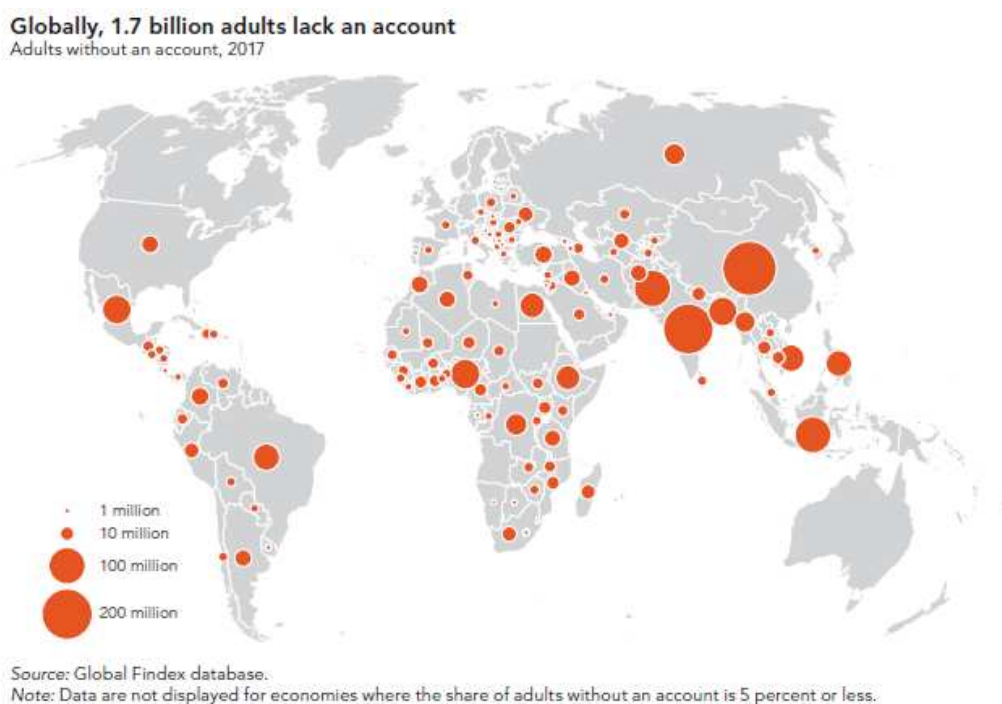 Globally, 1.7 billion adults lack an account
Adults without an account, 2017
1 million
10 million
100 million
200 million
Source: Global Findex database.
Note: Data are not displayed for economies where the share of adults without an account is 5 percent or less.